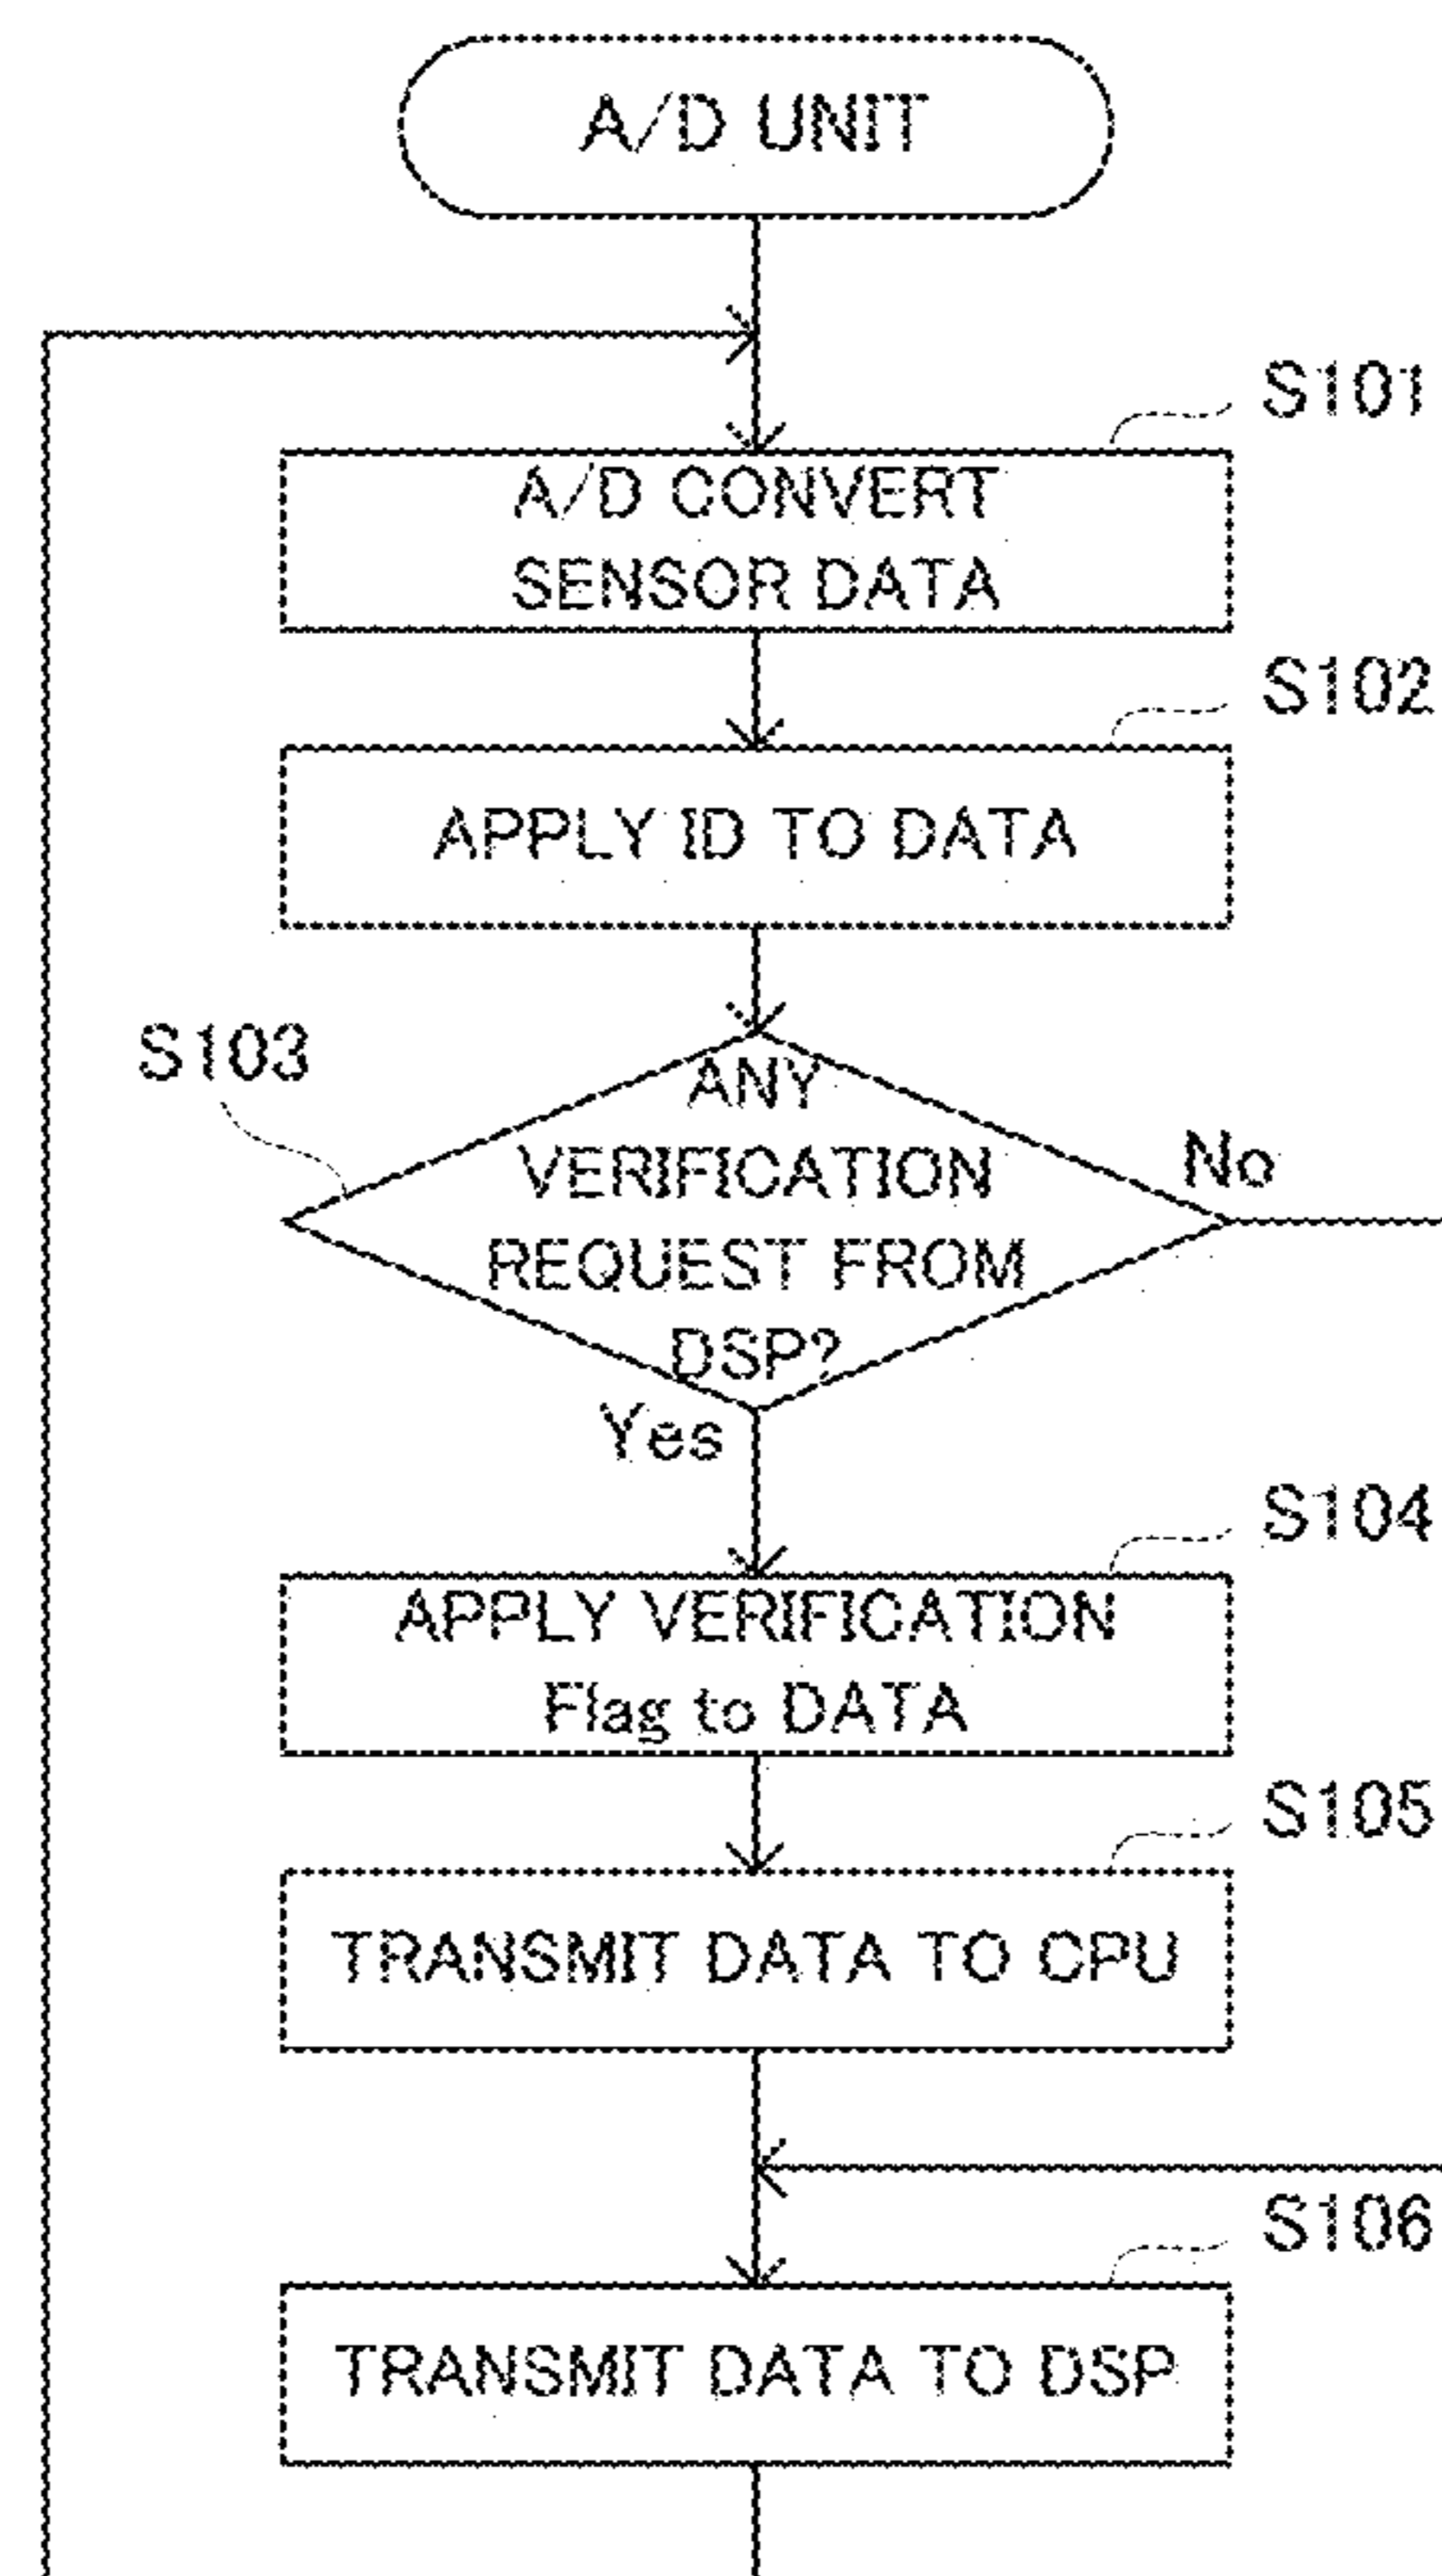 A/D UNIT
S101
A/D CONVERT
SENSOR DATA
S102
APPLY ID TO DATA
S103
ANY
VERIFICATION
REQUEST FROM
DSP?
No
Yes
S104
APPLY VERIFICATION
Flag to DATA
S105
TRANSMIT DATA TO CPU
S106
TRANSMIT DATA TO DSP